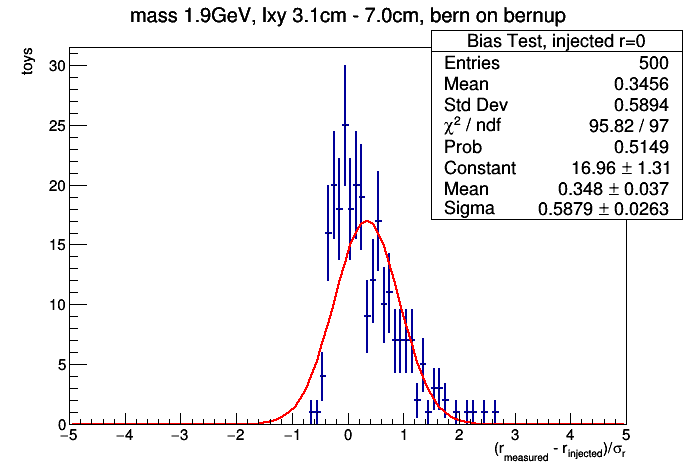 mass 1.9GeV, lxy 3.1cm - 7.0cm, bern on bernup
Bias Test, injected r=0
Entries 500
Mean 0.3456
Std Dev 0.5894
χ² / ndf 95.82 / 97
Prob 0.5149
Constant 16.96 ± 1.31
Mean 0.348 ± 0.037
Sigma 0.5879 ± 0.0263
toys
30
25
20
15
10
5
0
−5 −4 −3 −2 −1 0 1 2 3 4 5
(r_measured - r_injected)/σ_r